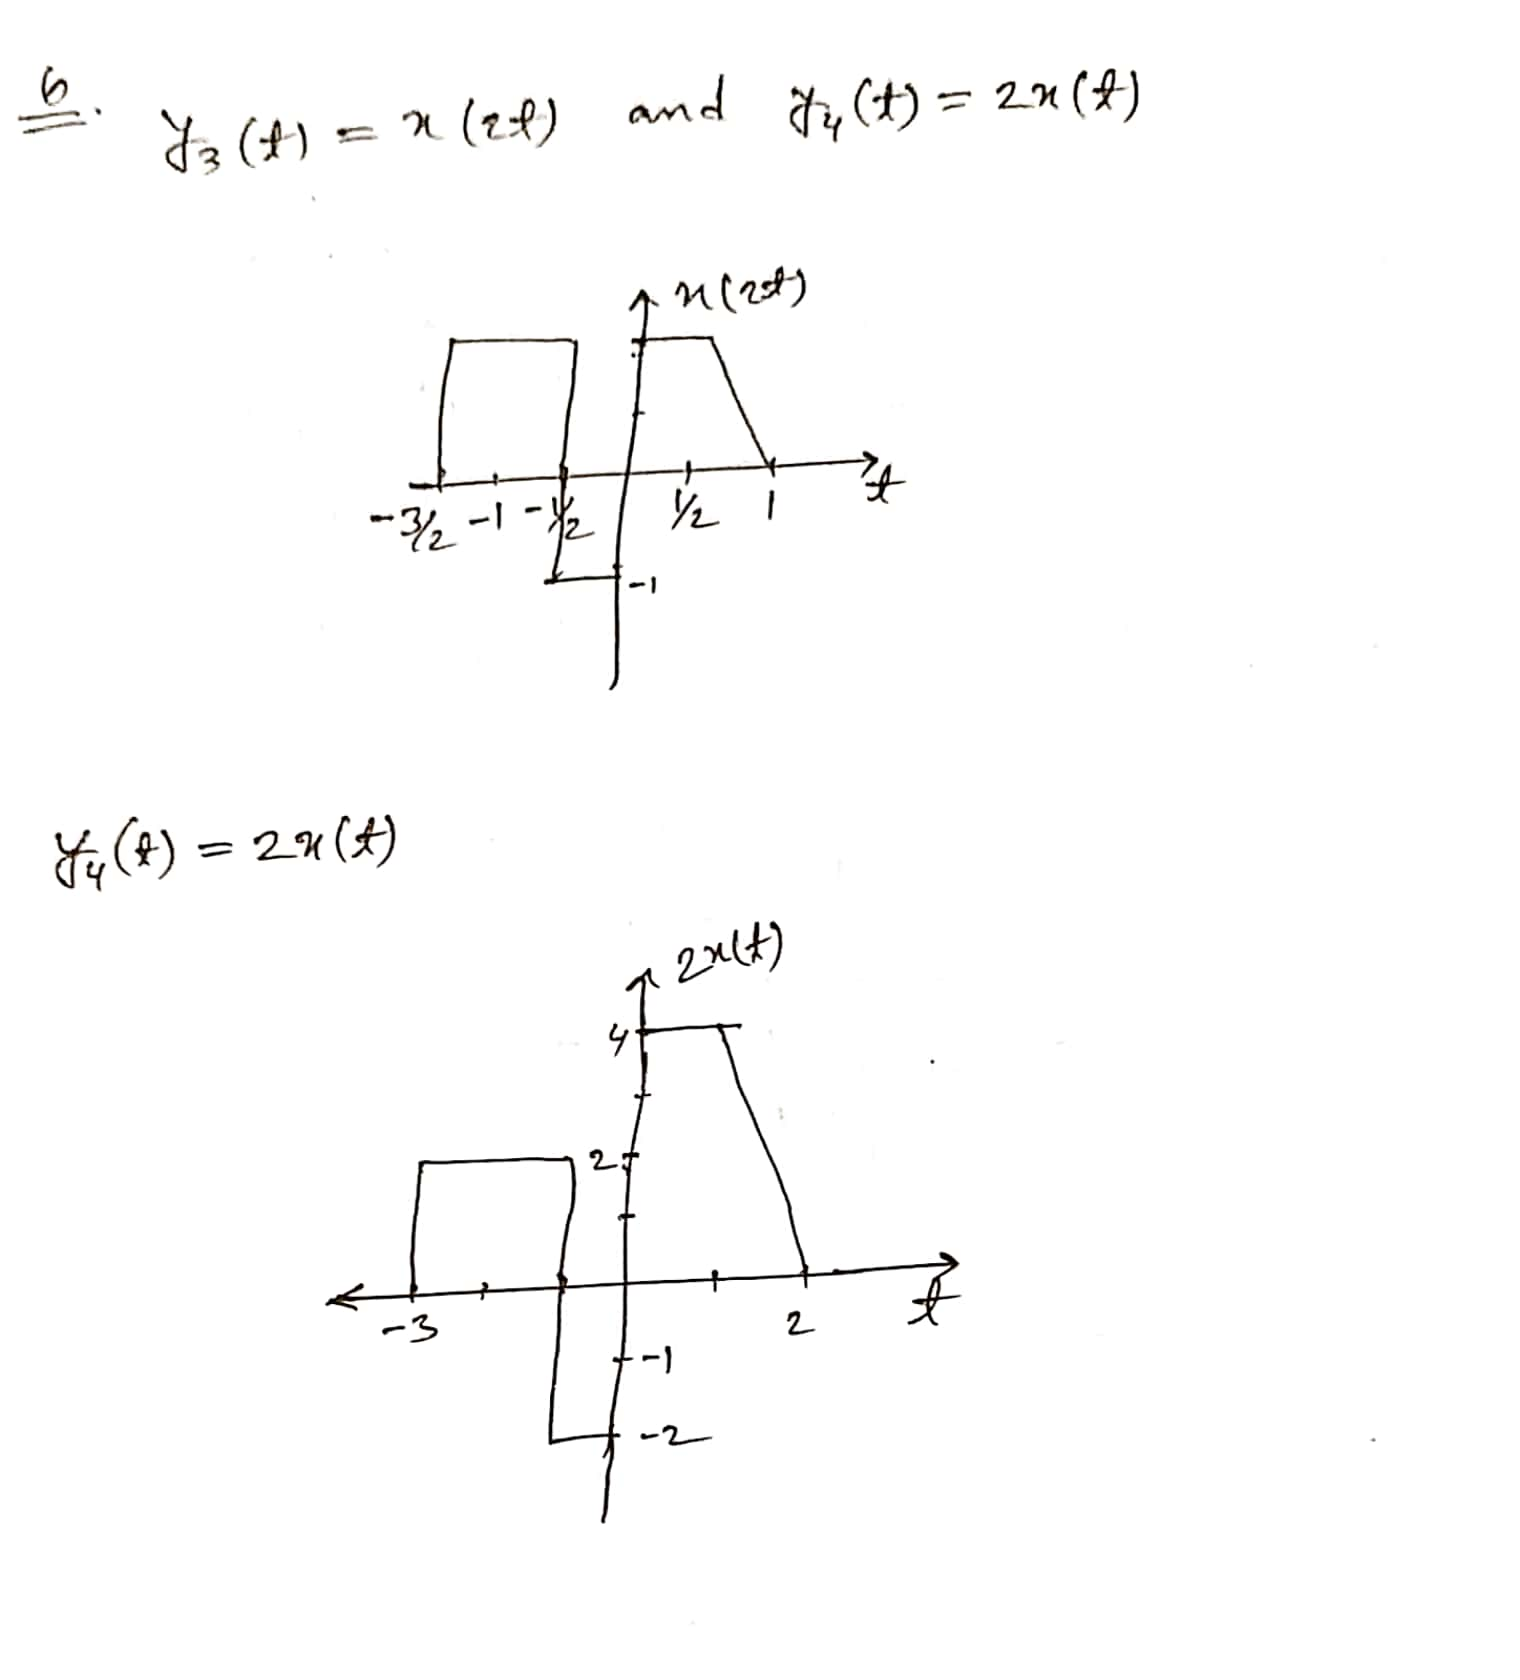 6. y₃(t) = x(2t) and y₄(t) = 2x(t)
x(2t)
t
-3/2 -1 -1/2 1/2 1
-1
y₄(t) = 2x(t)
2x(t)
4
2
-3 2 t
-1
-2